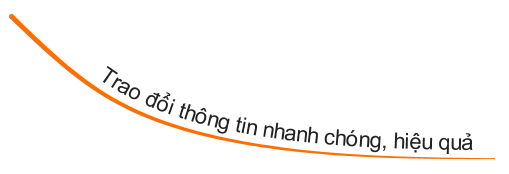 Trao đổi thông tin nhanh chóng, hiệu quả